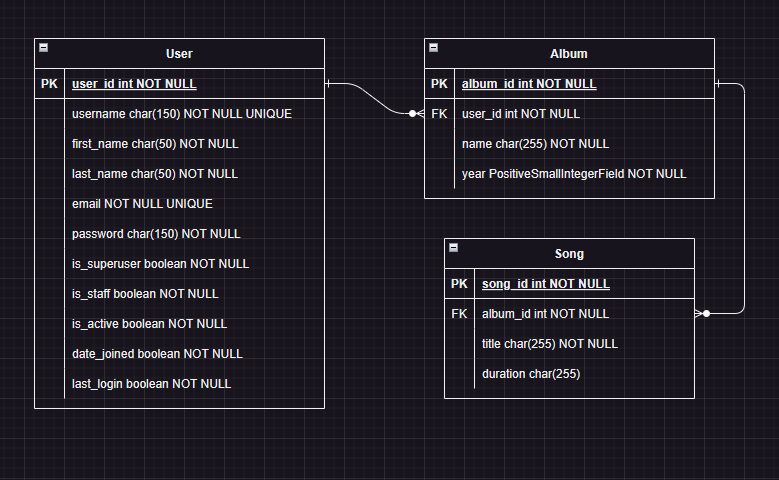 User
PK user_id int NOT NULL
username char(150) NOT NULL UNIQUE
first_name char(50) NOT NULL
last_name char(50) NOT NULL
email NOT NULL UNIQUE
password char(150) NOT NULL
is_superuser boolean NOT NULL
is_staff boolean NOT NULL
is_active boolean NOT NULL
date_joined boolean NOT NULL
last_login boolean NOT NULL
Album
PK album_id int NOT NULL
FK user_id int NOT NULL
name char(255) NOT NULL
year PositiveSmallIntegerField NOT NULL
Song
PK song_id int NOT NULL
FK album_id int NOT NULL
title char(255) NOT NULL
duration char(255)